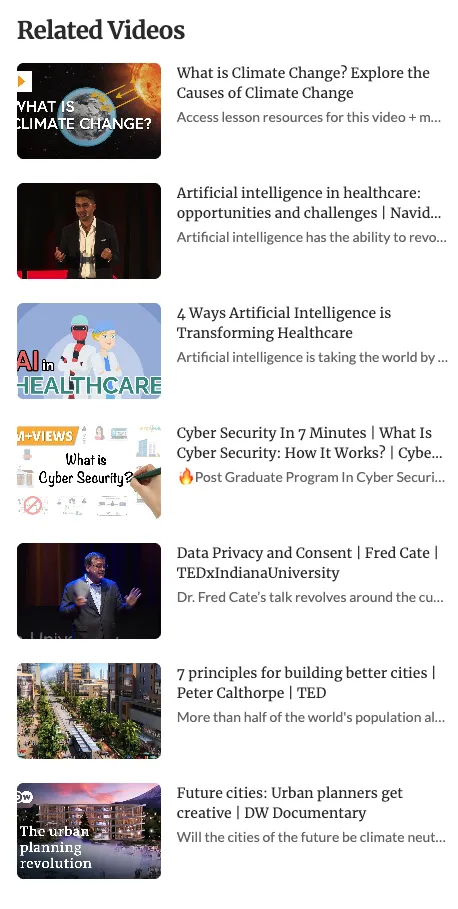 Related Videos
WHAT IS
CLIMATE CHANGE?
What is Climate Change? Explore the
Causes of Climate Change
Access lesson resources for this video + m...
Artificial intelligence in healthcare:
opportunities and challenges | Navid...
Artificial intelligence has the ability to revo...
AI in
HEALTHCARE
4 Ways Artificial Intelligence is
Transforming Healthcare
Artificial intelligence is taking the world by ...
M+VIEWS
What is
Cyber Security?
Cyber Security In 7 Minutes | What Is
Cyber Security: How It Works? | Cybe...
🔥Post Graduate Program In Cyber Securi...
Univer
Data Privacy and Consent | Fred Cate |
TEDxIndianaUniversity
Dr. Fred Cate’s talk revolves around the cu...
7 principles for building better cities |
Peter Calthorpe | TED
More than half of the world's population al...
DW
The urban
planning
revolution
Future cities: Urban planners get
creative | DW Documentary
Will the cities of the future be climate neut...